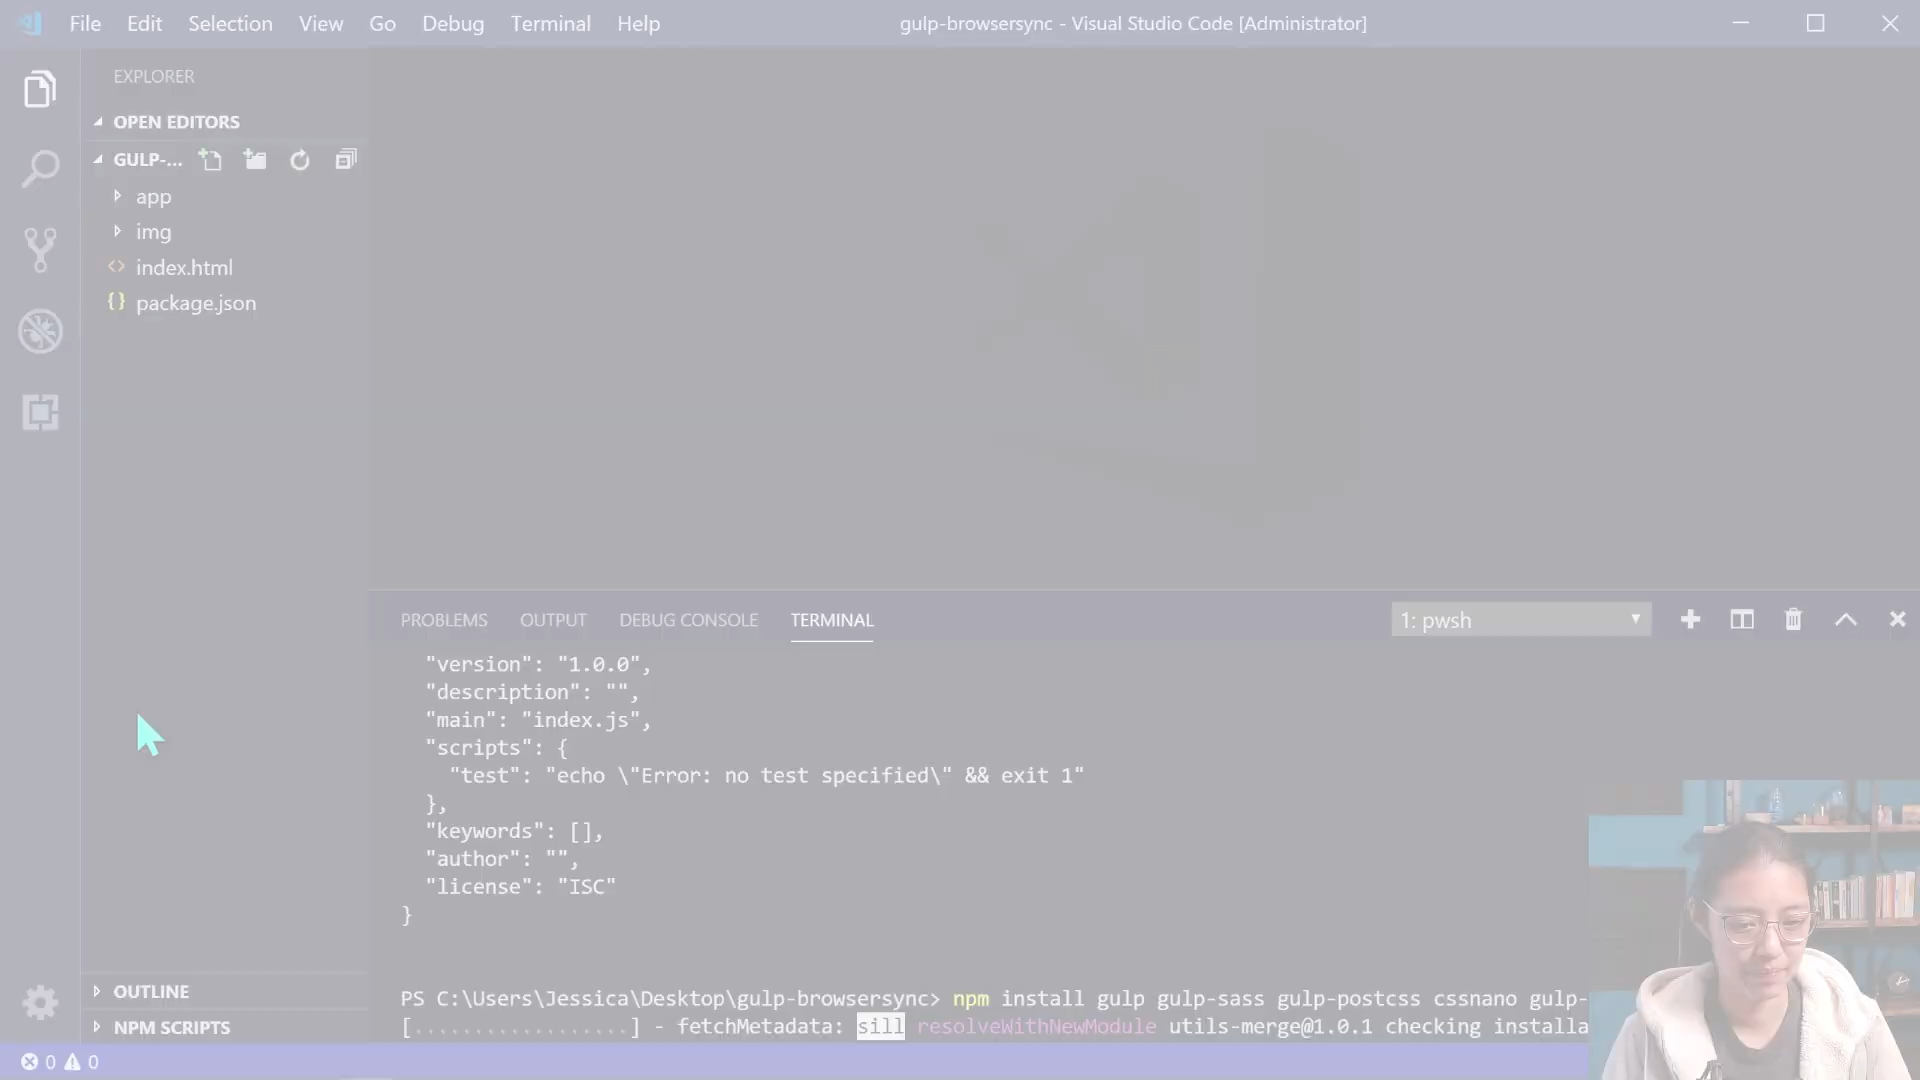 File Edit Selection View Go Debug Terminal Help
gulp-browsersync - Visual Studio Code [Administrator]
EXPLORER
OPEN EDITORS
GULP-...
app
img
index.html
package.json
OUTLINE
NPM SCRIPTS
PROBLEMS OUTPUT DEBUG CONSOLE TERMINAL
1: pwsh
"version": "1.0.0",
"description": "",
"main": "index.js",
"scripts": {
"test": "echo \"Error: no test specified\" && exit 1"
},
"keywords": [],
"author": "",
"license": "ISC"
}
PS C:\Users\Jessica\Desktop\gulp-browsersync> npm install gulp gulp-sass gulp-postcss cssnano gulp-
[..................] - fetchMetadata: sill resolveWithNewModule utils-merge@1.0.1 checking installa
0 0